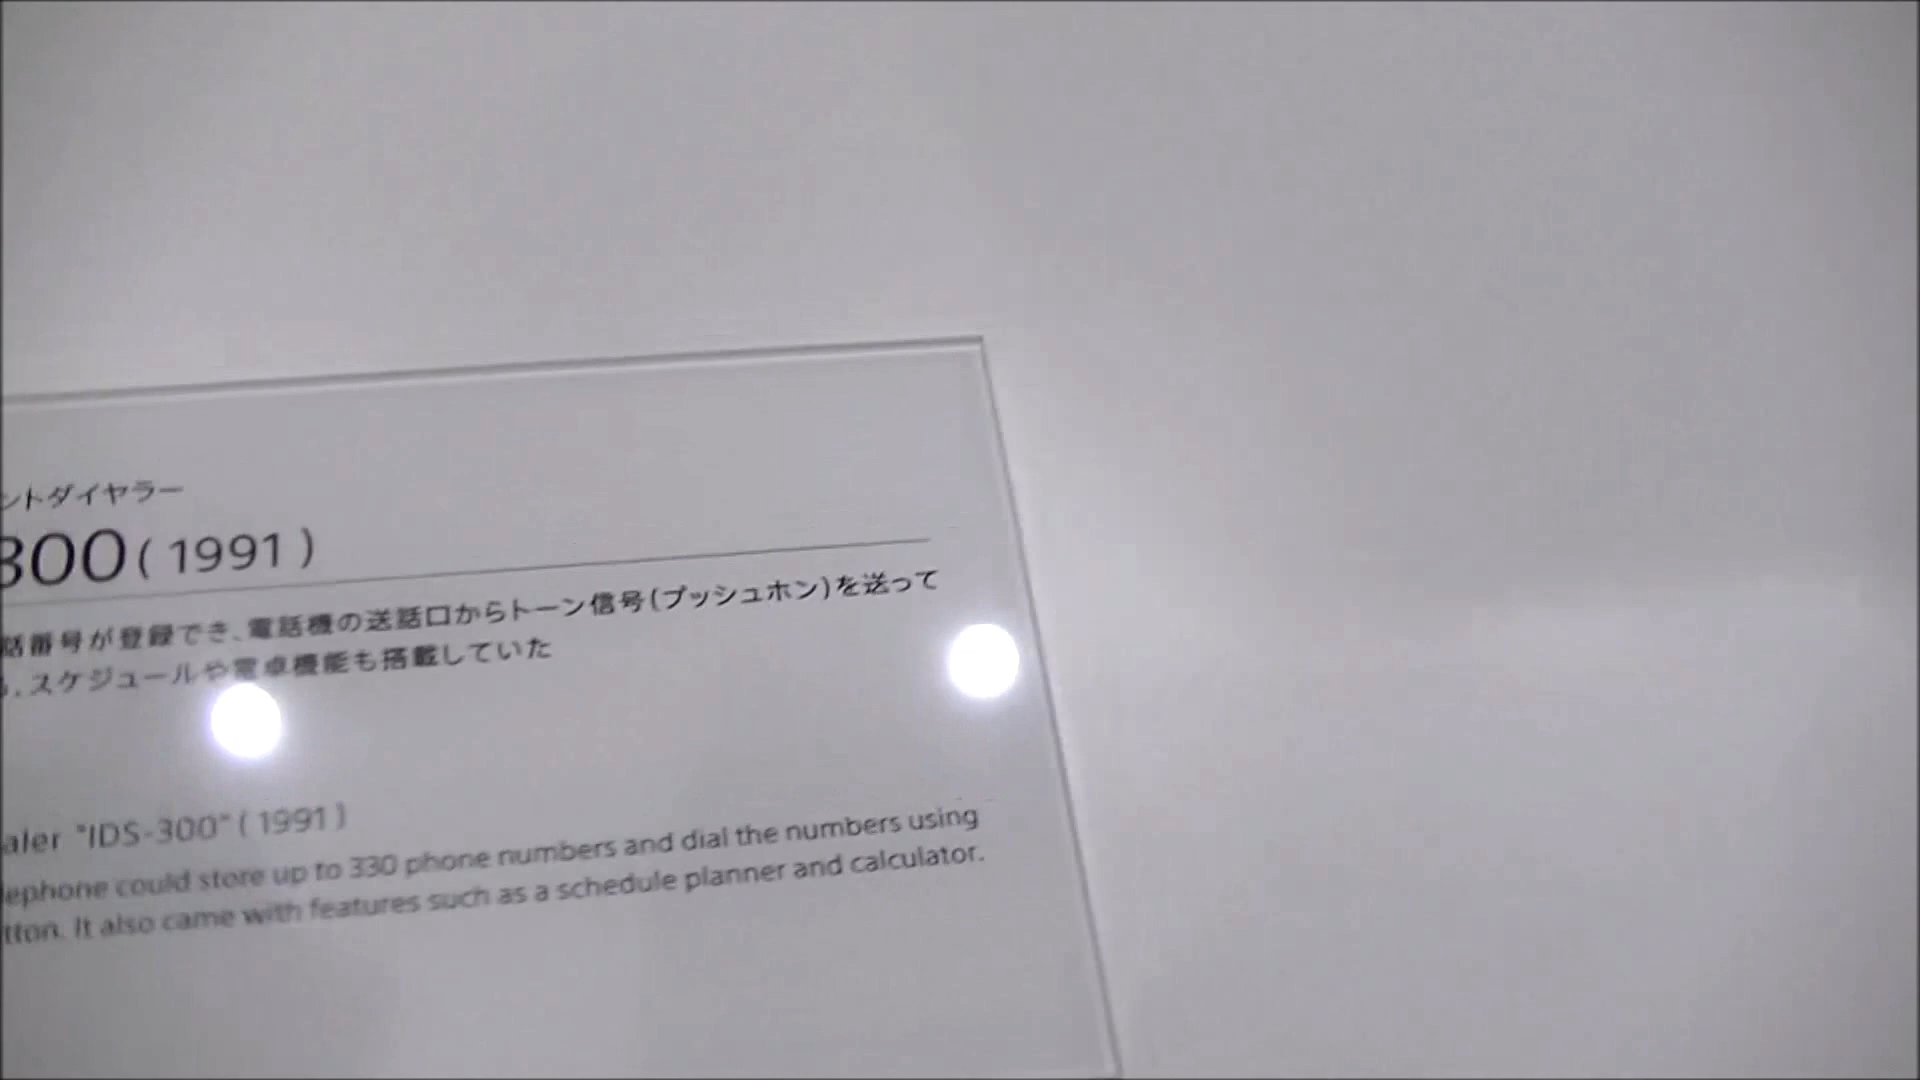 ントダイヤラー
300(1991)
話番号が登録でき、電話機の送話口からトーン信号(プッシュホン)を送って
。スケジュールや電卓機能も搭載していた
aler "IDS-300"(1991)
lephone could store up to 330 phone numbers and dial the numbers using
tton. It also came with features such as a schedule planner and calculator.